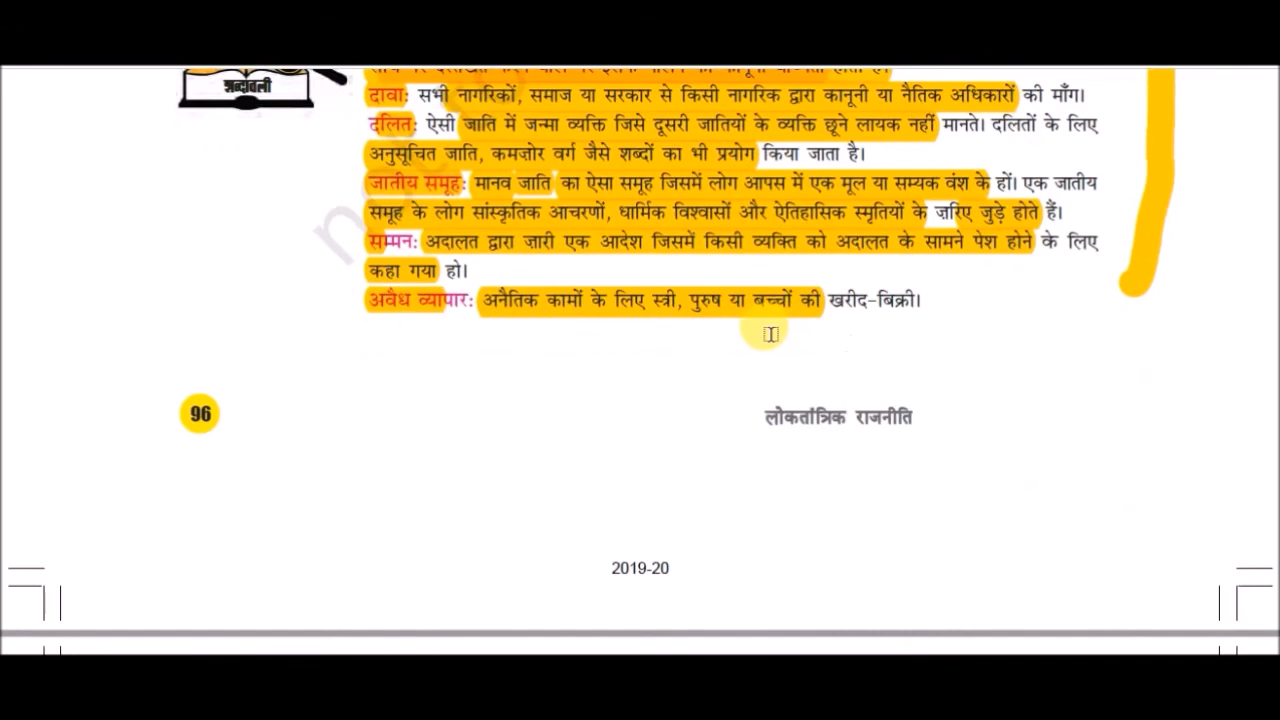 शब्दावली
दावा: सभी नागरिकों, समाज या सरकार से किसी नागरिक द्वारा कानूनी या नैतिक अधिकारों की माँग।
दलित: ऐसी जाति में जन्मा व्यक्ति जिसे दूसरी जातियों के व्यक्ति छूने लायक नहीं मानते। दलितों के लिए
अनुसूचित जाति, कमज़ोर वर्ग जैसे शब्दों का भी प्रयोग किया जाता है।
जातीय समूह: मानव जाति का ऐसा समूह जिसमें लोग आपस में एक मूल या सम्यक वंश के हों। एक जातीय
समूह के लोग सांस्कृतिक आचरणों, धार्मिक विश्वासों और ऐतिहासिक स्मृतियों के ज़रिए जुड़े होते हैं।
सम्मन: अदालत द्वारा जारी एक आदेश जिसमें किसी व्यक्ति को अदालत के सामने पेश होने के लिए
कहा गया हो।
अवैध व्यापार: अनैतिक कामों के लिए स्त्री, पुरुष या बच्चों की खरीद-बिक्री।
96
लोकतांत्रिक राजनीति
2019-20